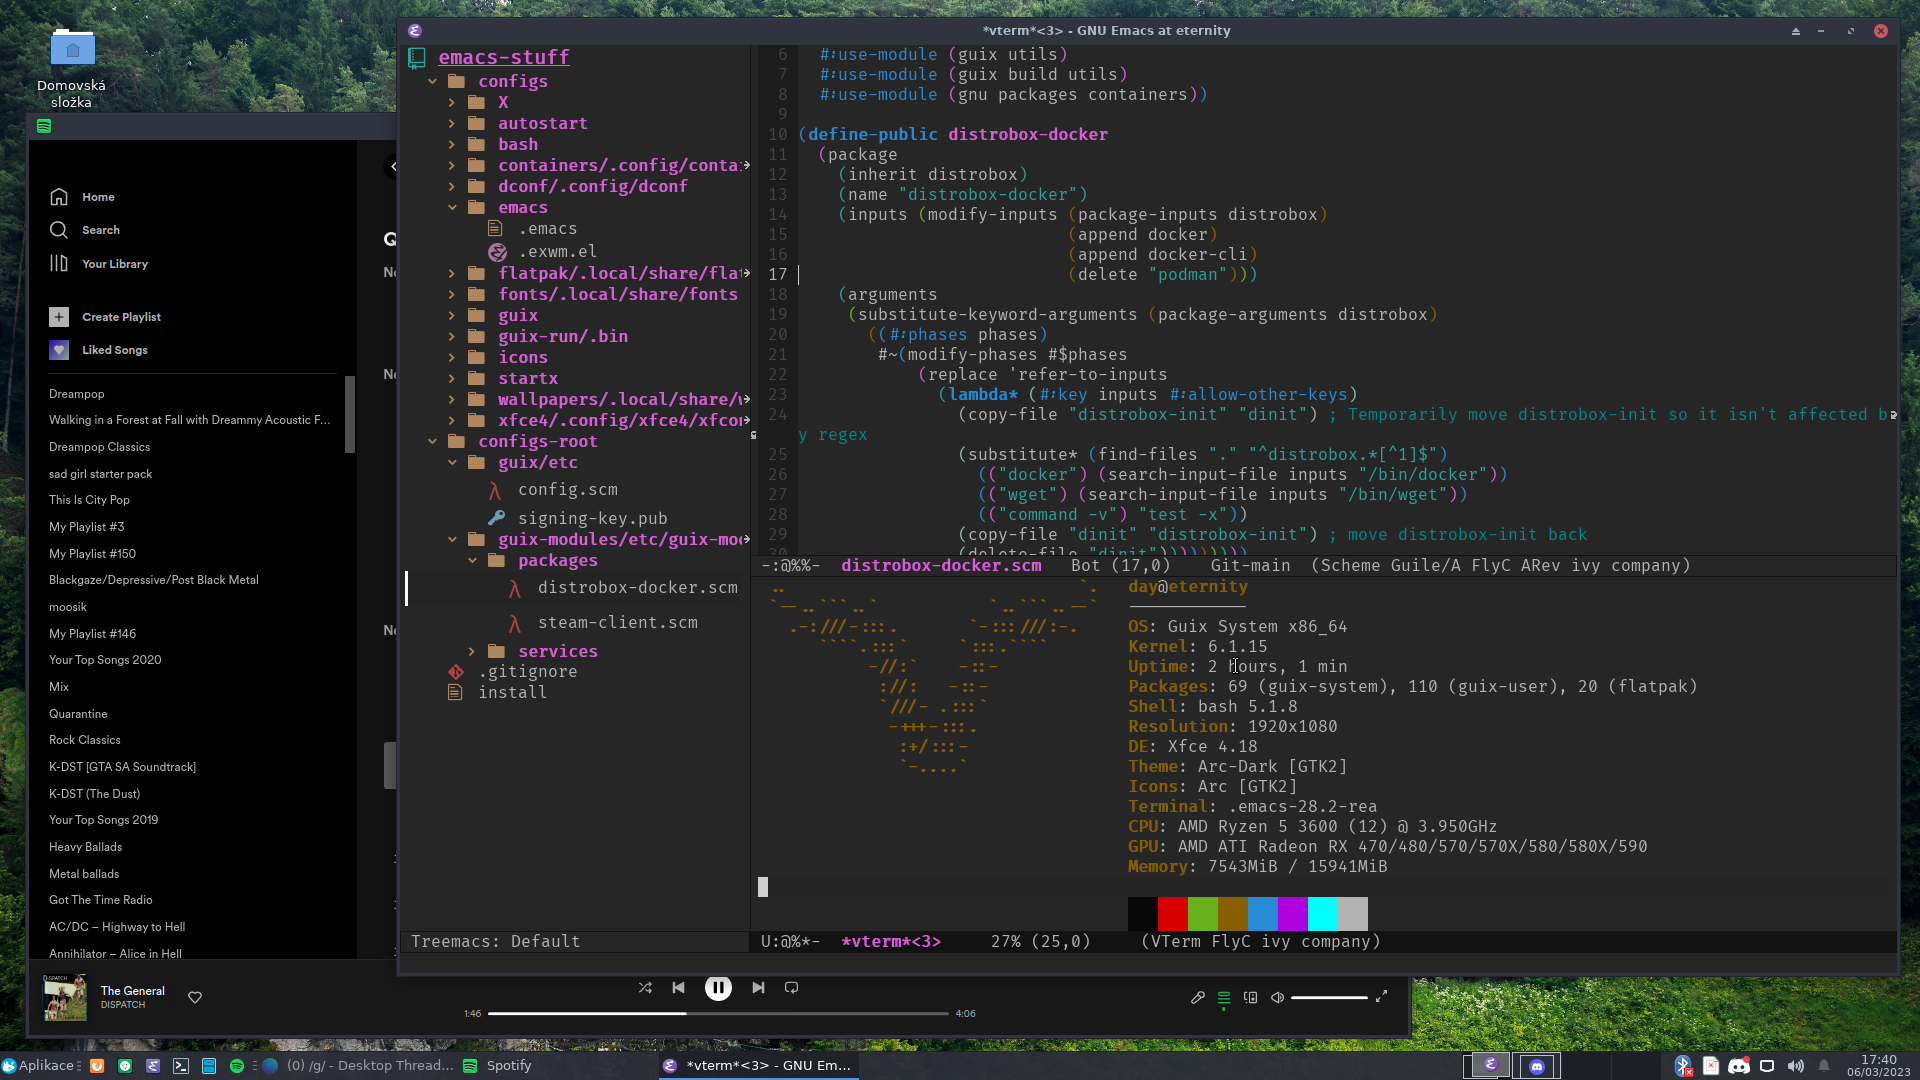 Domovská
složka
*vterm*<3> - GNU Emacs at eternity
Home
Search
Your Library
Create Playlist
Liked Songs
Dreampop
Walking in a Forest at Fall with Dreammy Acoustic F...
Dreampop Classics
sad girl starter pack
This Is City Pop
My Playlist #3
My Playlist #150
Blackgaze/Depressive/Post Black Metal
moosik
My Playlist #146
Your Top Songs 2020
Mix
Quarantine
Rock Classics
K-DST [GTA SA Soundtrack]
K-DST (The Dust)
Your Top Songs 2019
Heavy Ballads
Metal ballads
Got The Time Radio
AC/DC – Highway to Hell
Annihilator – Alice in Hell
emacs-stuff
configs
X
autostart
bash
containers/.config/contai
dconf/.config/dconf
emacs
.emacs
.exwm.el
flatpak/.local/share/flat
fonts/.local/share/fonts
guix
guix-run/.bin
icons
startx
wallpapers/.local/share/w
xfce4/.config/xfce4/xfcon
configs-root
guix/etc
config.scm
signing-key.pub
guix-modules/etc/guix-mod
packages
distrobox-docker.scm
steam-client.scm
services
.gitignore
install
Treemacs: Default
6 #:use-module (guix utils)
7 #:use-module (guix build utils)
8 #:use-module (gnu packages containers))
9
10 (define-public distrobox-docker
11 (package
12 (inherit distrobox)
13 (name "distrobox-docker")
14 (inputs (modify-inputs (package-inputs distrobox)
15 (append docker)
16 (append docker-cli)
17 (delete "podman")))
18 (arguments
19 (substitute-keyword-arguments (package-arguments distrobox)
20 ((#:phases phases)
21 #~(modify-phases #$phases
22 (replace 'refer-to-inputs
23 (lambda* (#:key inputs #:allow-other-keys)
24 (copy-file "distrobox-init" "dinit") ; Temporarily move distrobox-init so it isn't affected b
y regex
25 (substitute* (find-files "." "^distrobox.*[^1]$")
26 (("docker") (search-input-file inputs "/bin/docker"))
27 (("wget") (search-input-file inputs "/bin/wget"))
28 (("command -v") "test -x"))
29 (copy-file "dinit" "distrobox-init") ; move distrobox-init back
30 (delete-file "dinit")))))))))
-:@%%- distrobox-docker.scm Bot (17,0) Git-main (Scheme Guile/A FlyC ARev ivy company)
day@eternity
OS: Guix System x86_64
Kernel: 6.1.15
Uptime: 2 hours, 1 min
Packages: 69 (guix-system), 110 (guix-user), 20 (flatpak)
Shell: bash 5.1.8
Resolution: 1920x1080
DE: Xfce 4.18
Theme: Arc-Dark [GTK2]
Icons: Arc [GTK2]
Terminal: .emacs-28.2-rea
CPU: AMD Ryzen 5 3600 (12) @ 3.950GHz
GPU: AMD ATI Radeon RX 470/480/570/570X/580/580X/590
Memory: 7543MiB / 15941MiB
U:@%*- *vterm*<3> 27% (25,0) (VTerm FlyC ivy company)
The General
DISPATCH
1:46
4:06
Aplikace
(0) /g/ - Desktop Thread...
Spotify
*vterm*<3> - GNU Em...
17:40
06/03/2023